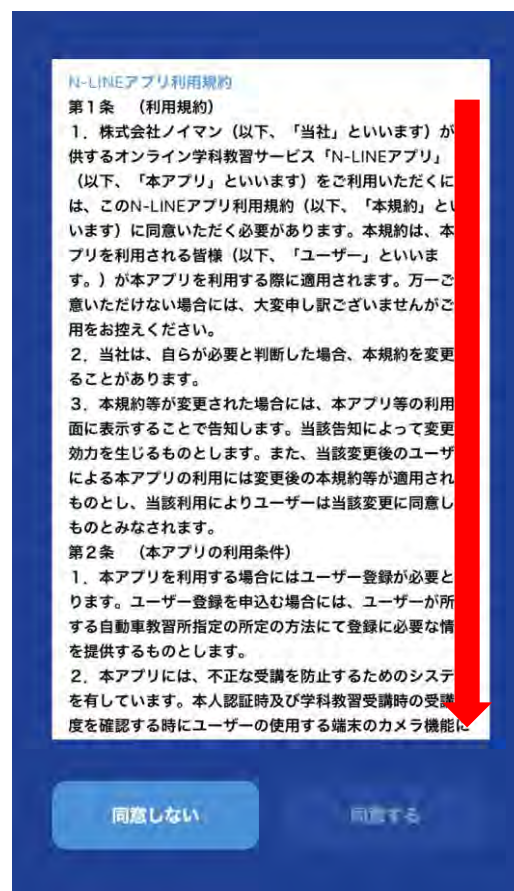 N-LINEアプリ利用規約
第1条 (利用規約)
1．株式会社ノイマン（以下、「当社」といいます）が
供するオンライン学科教習サービス「N-LINEアプリ」
（以下、「本アプリ」といいます）をご利用いただくに
は、このN-LINEアプリ利用規約（以下、「本規約」とい
います）に同意いただく必要があります。本規約は、本
プリを利用される皆様（以下、「ユーザー」といいま
す。）が本アプリを利用する際に適用されます。万一ご
意いただけない場合には、大変申し訳ございませんがご
用をお控えください。
2．当社は、自らが必要と判断した場合、本規約を変更
ることがあります。
3．本規約等が変更された場合には、本アプリ等の利用
面に表示することで告知します。当該告知によって変更
効力を生じるものとします。また、当該変更後のユーザ
による本アプリの利用には変更後の本規約等が適用され
ものとし、当該利用によりユーザーは当該変更に同意し
ものとみなされます。
第2条 （本アプリの利用条件）
1．本アプリを利用する場合にはユーザー登録が必要と
ります。ユーザー登録を申込む場合には、ユーザーが所
する自動車教習所指定の所定の方法にて登録に必要な情
を提供するものとします。
2．本アプリには、不正な受講を防止するためのシステ
を有しています。本人認証時及び学科教習受講時の受講
度を確認する時にユーザーの使用する端末のカメラ機能に
同意しない
同意する